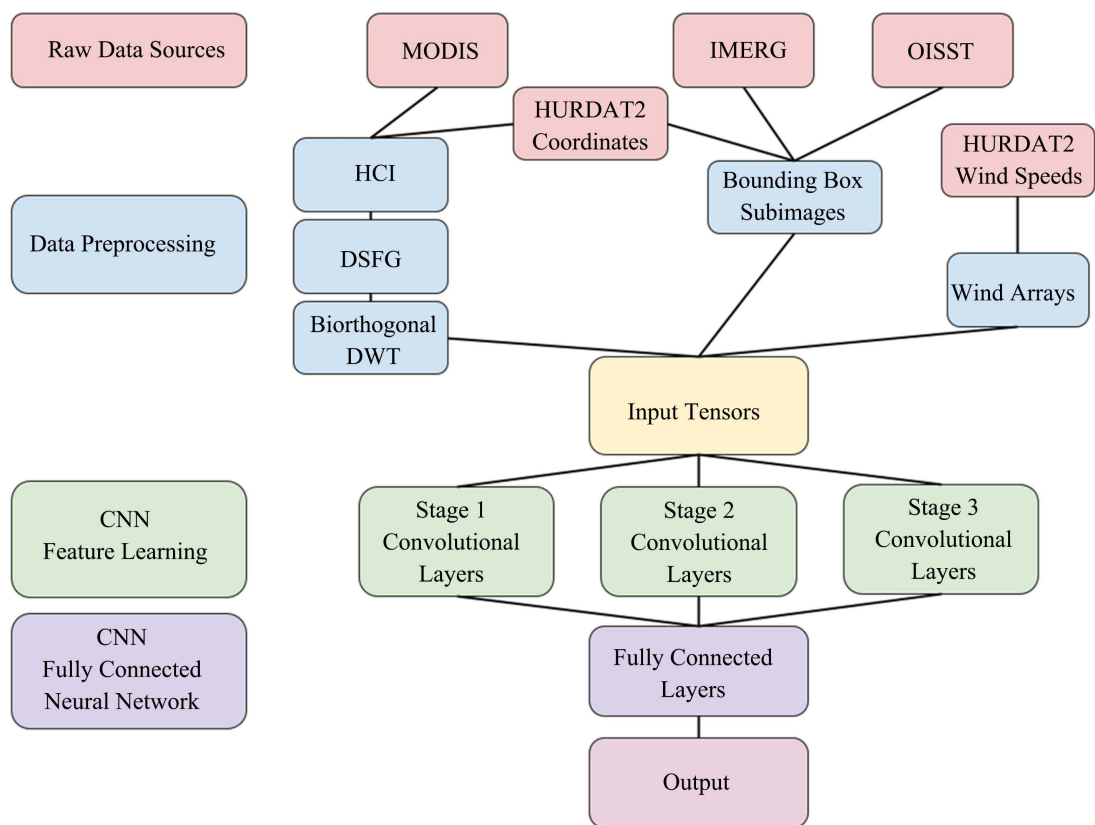 Raw Data Sources
MODIS
IMERG
OISST
HURDAT2
Coordinates
HURDAT2
Wind Speeds
HCI
Bounding Box
Subimages
Data Preprocessing
DSFG
Wind Arrays
Biorthogonal
DWT
Input Tensors
CNN
Feature Learning
Stage 1
Convolutional
Layers
Stage 2
Convolutional
Layers
Stage 3
Convolutional
Layers
CNN
Fully Connected
Neural Network
Fully Connected
Layers
Output